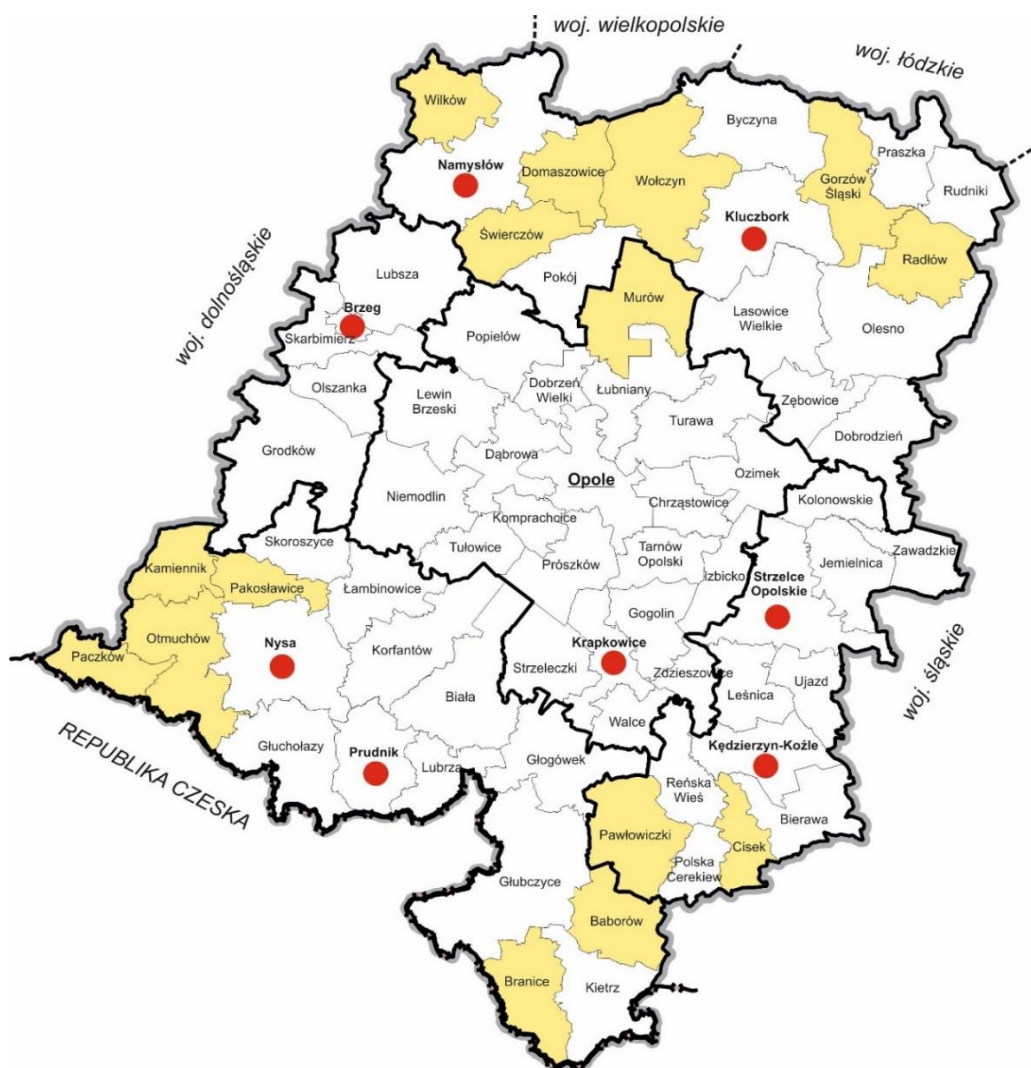 woj. wielkopolskie
woj. łódzkie
Wilków
Byczyna
Praszka
Namysłów
Domaszowice
Wołczyn
Gorzów
Śląski
Rudniki
Kluczbork
Świerczów
woj. dolnośląskie
Lubsza
Pokój
Radłów
Murów
Brzeg
Lasowice
Wielkie
Olesno
Skarbimierz
Popielów
Olszanka
Lewin
Brzeski
Dobrzeń
Wielki
Łubniany
Zębowice
Turawa
Dobrodzień
Grodków
Dąbrowa
Ozimek
Opole
Niemodlin
Chrząstowice
Kolonowskie
Komprachcice
Skoroszyce
Tułowice
Tarnów
Opolski
Zawadzkie
Kamiennik
Prószków
Izbicko
Jemielnica
Pakosławice
Łambinowice
Strzelce
Opolskie
Gogolin
Otmuchów
Nysa
Krapkowice
Paczków
Korfantów
Strzeleczki
Zdzieszowice
Ujazd
woj. śląskie
Leśnica
Biała
Walce
REPUBLIKA CZESKA
Głuchołazy
Prudnik
Lubrza
Głogówek
Kędzierzyn-Koźle
Reńska
Wieś
Bierawa
Pawłowiczki
Cisek
Polska
Cerekiew
Głubczyce
Baborów
Branice
Kietrz